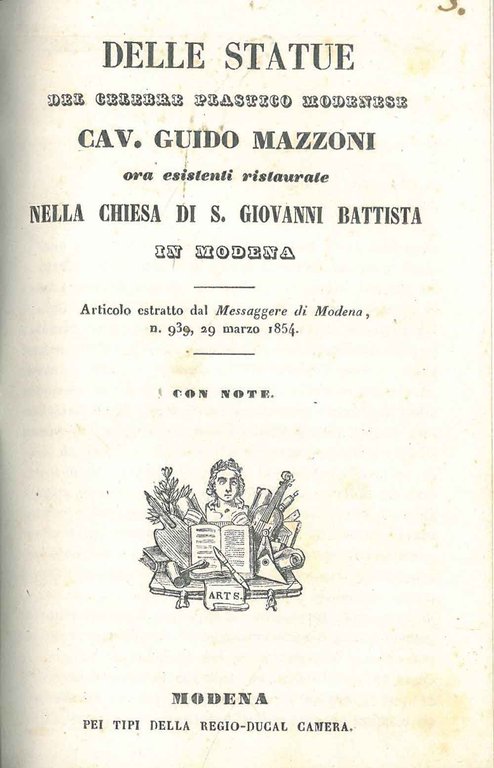 3.
DELLE STATUE
DEL CELEBRE PLASTICO MODENESE
CAV. GUIDO MAZZONI
ora esistenti ristaurate
NELLA CHIESA DI S. GIOVANNI BATTISTA
IN MODENA
Articolo estratto dal Messaggere di Modena,
n. 939, 29 marzo 1854.
CON NOTE.
ARTS.
MODENA
PEI TIPI DELLA REGIO-DUCAL CAMERA.